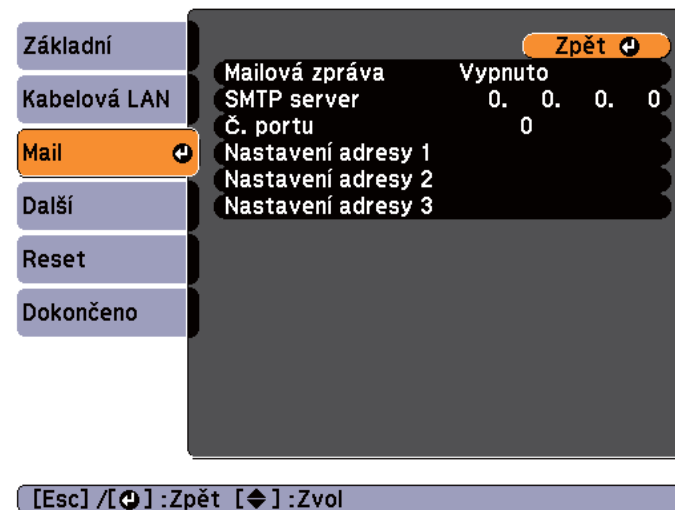 Základní
Kabelová LAN
Mail
Další
Reset
Dokončeno
Zpět
Mailová zpráva Vypnuto
SMTP server 0. 0. 0. 0
Č. portu 0
Nastavení adresy 1
Nastavení adresy 2
Nastavení adresy 3
[Esc] /[⏎] :Zpět [◆] :Zvol